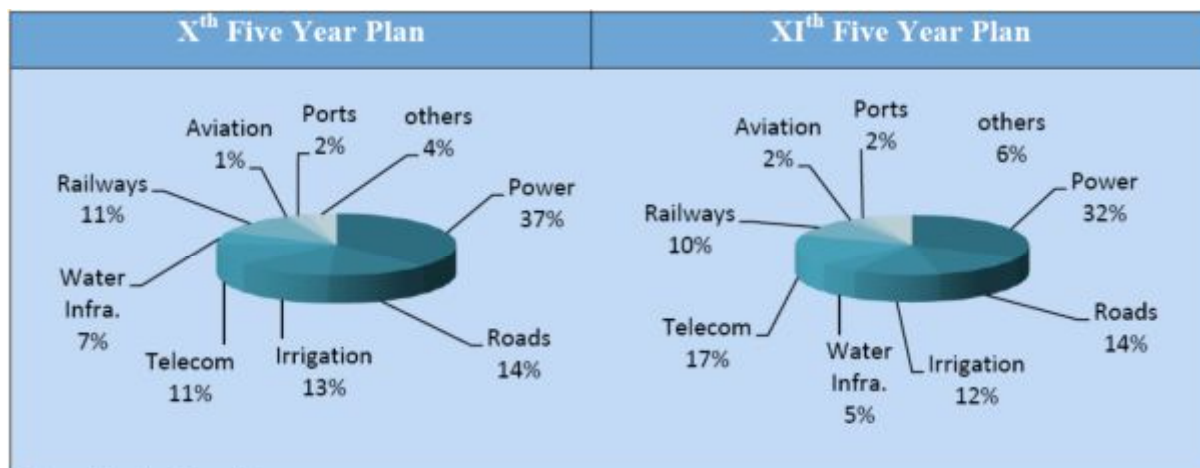 Xth Five Year Plan
XIth Five Year Plan
Ports
2%
others
4%
Aviation
1%
Railways
11%
Power
37%
Water
Infra.
7%
Telecom
11%
Irrigation
13%
Roads
14%
Ports
2%
others
6%
Aviation
2%
Power
32%
Railways
10%
Telecom
17%
Water
Infra.
5%
Irrigation
12%
Roads
14%